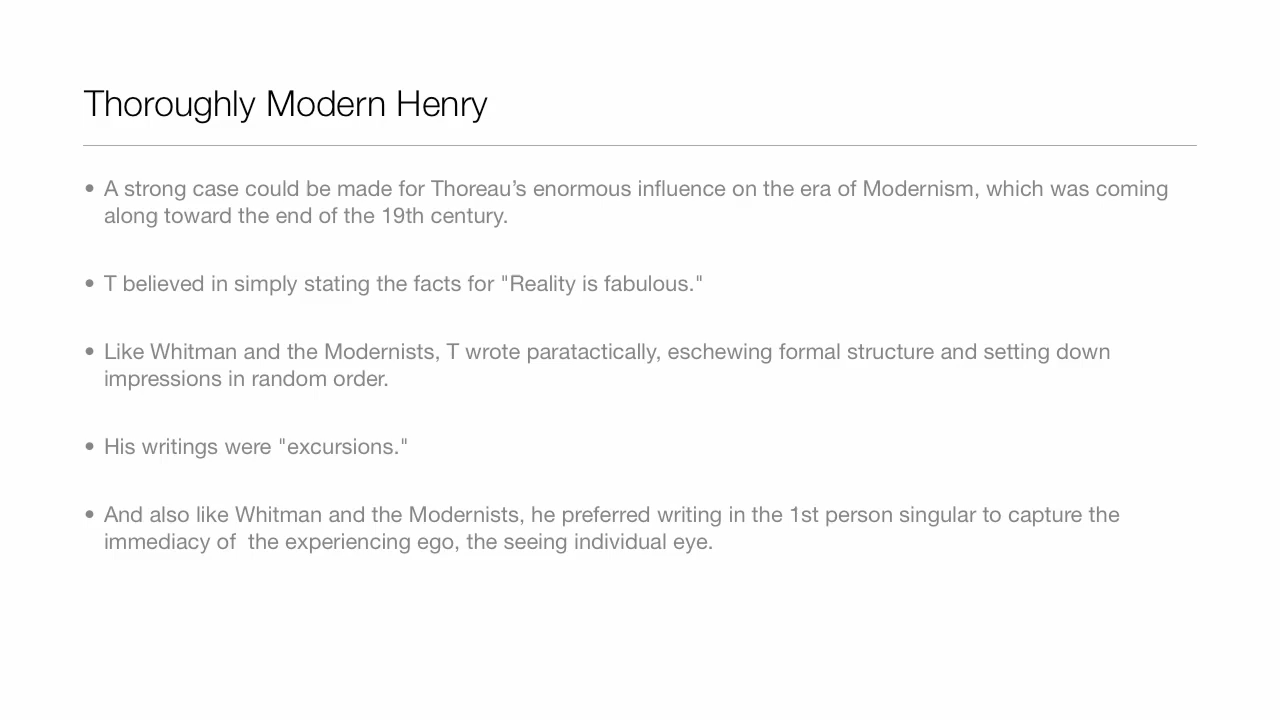 Thoroughly Modern Henry
• A strong case could be made for Thoreau’s enormous influence on the era of Modernism, which was coming
along toward the end of the 19th century.
• T believed in simply stating the facts for "Reality is fabulous."
• Like Whitman and the Modernists, T wrote paratactically, eschewing formal structure and setting down
impressions in random order.
• His writings were "excursions."
• And also like Whitman and the Modernists, he preferred writing in the 1st person singular to capture the
immediacy of  the experiencing ego, the seeing individual eye.